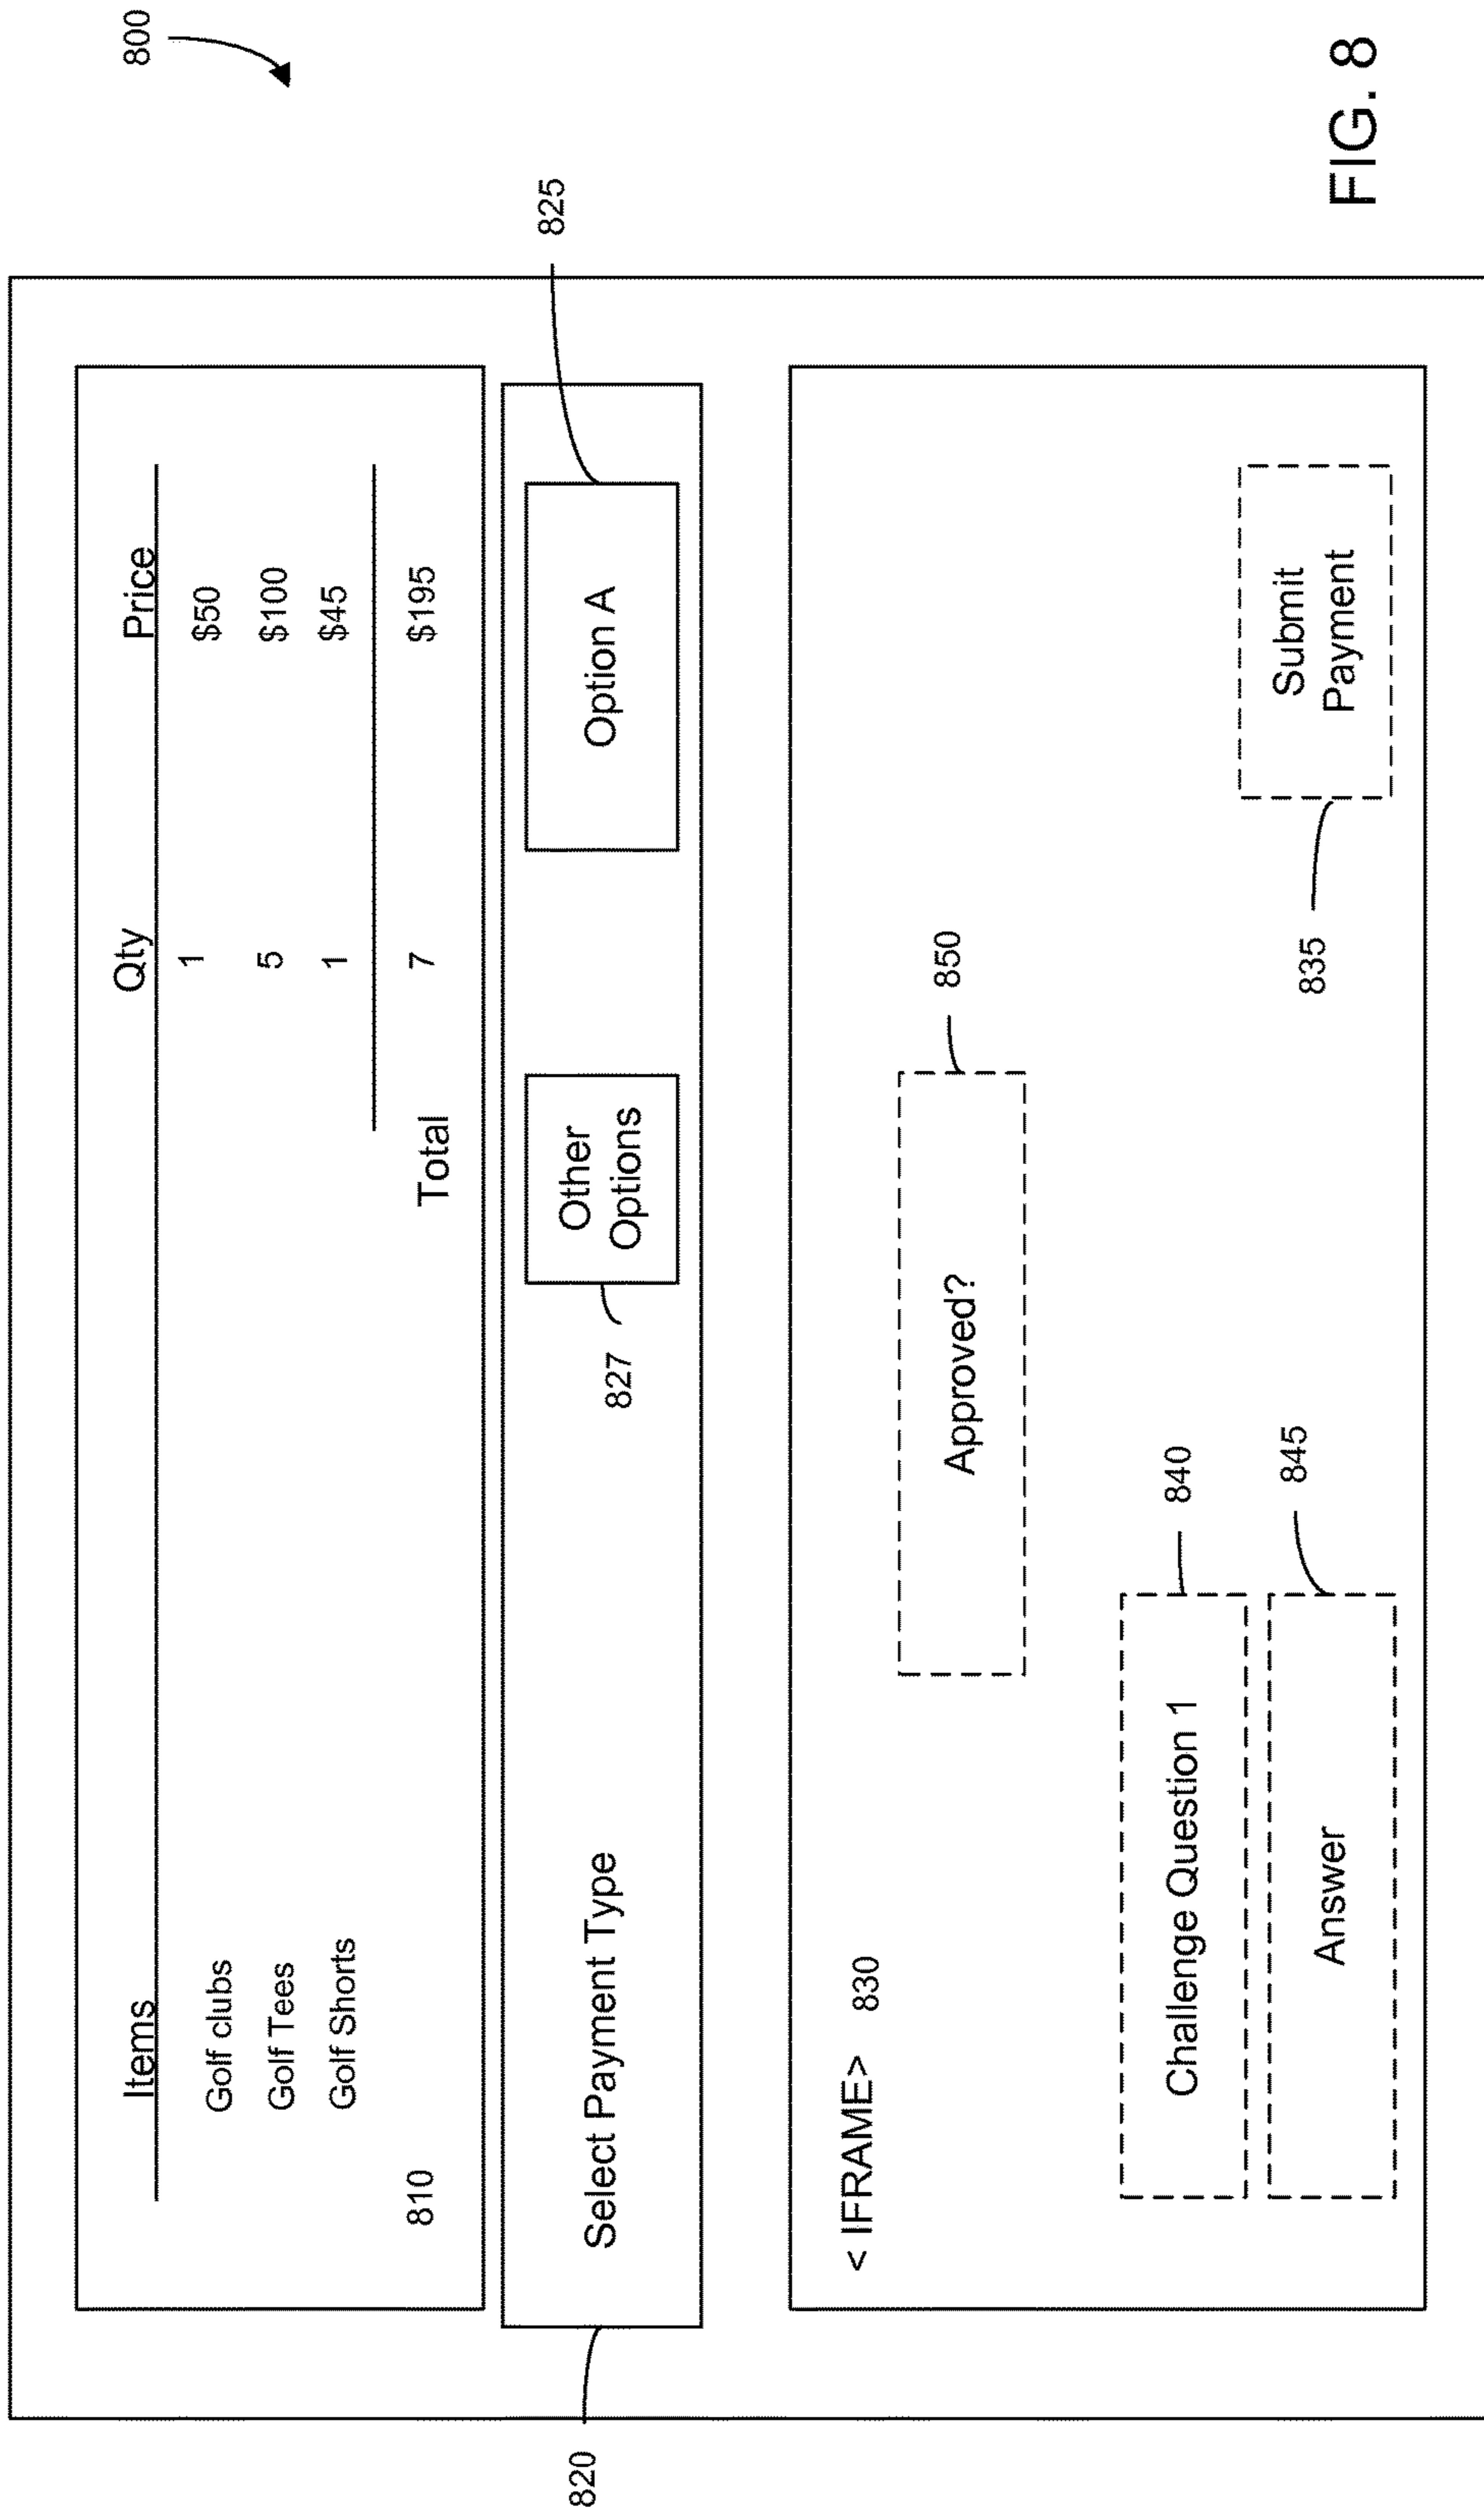 800
Items Qty Price
Golf clubs 1 $50
Golf Tees 5 $100
Golf Shorts 1 $45
810 Total 7 $195
820
Select Payment Type
Other
Options
827
Option A
825
< IFRAME> 830
Approved?
850
Challenge Question 1
840
Answer
845
Submit
Payment
835
FIG. 8